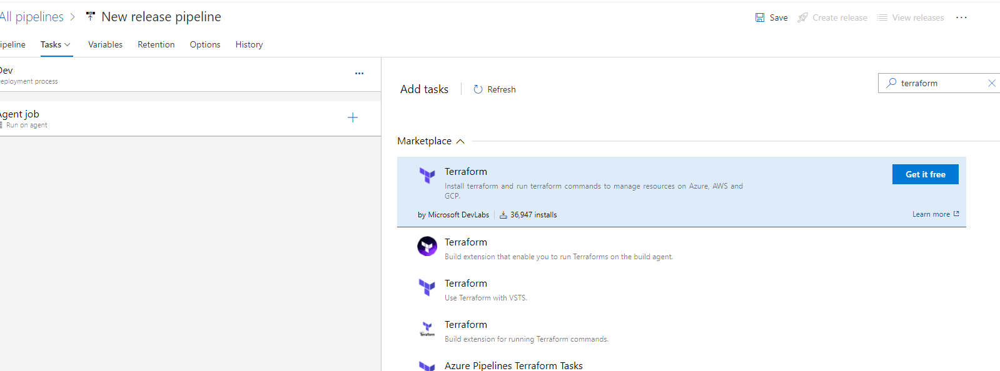 All pipelines > New release pipeline
Save Create release View releases ...
ipeline Tasks Variables Retention Options History
Dev
eployment process
Agent job
Run on agent
Add tasks Refresh
terraform
Marketplace
Terraform
Install terraform and run terraform commands to manage resources on Azure, AWS and
GCP.
Get it free
by Microsoft DevLabs 36,947 installs
Learn more
Terraform
Build extension that enable you to run Terraforms on the build agent.
Terraform
Use Terraform with VSTS.
Terraform
Terraform
Build extension for running Terraform commands.
Azure Pipelines Terraform Tasks